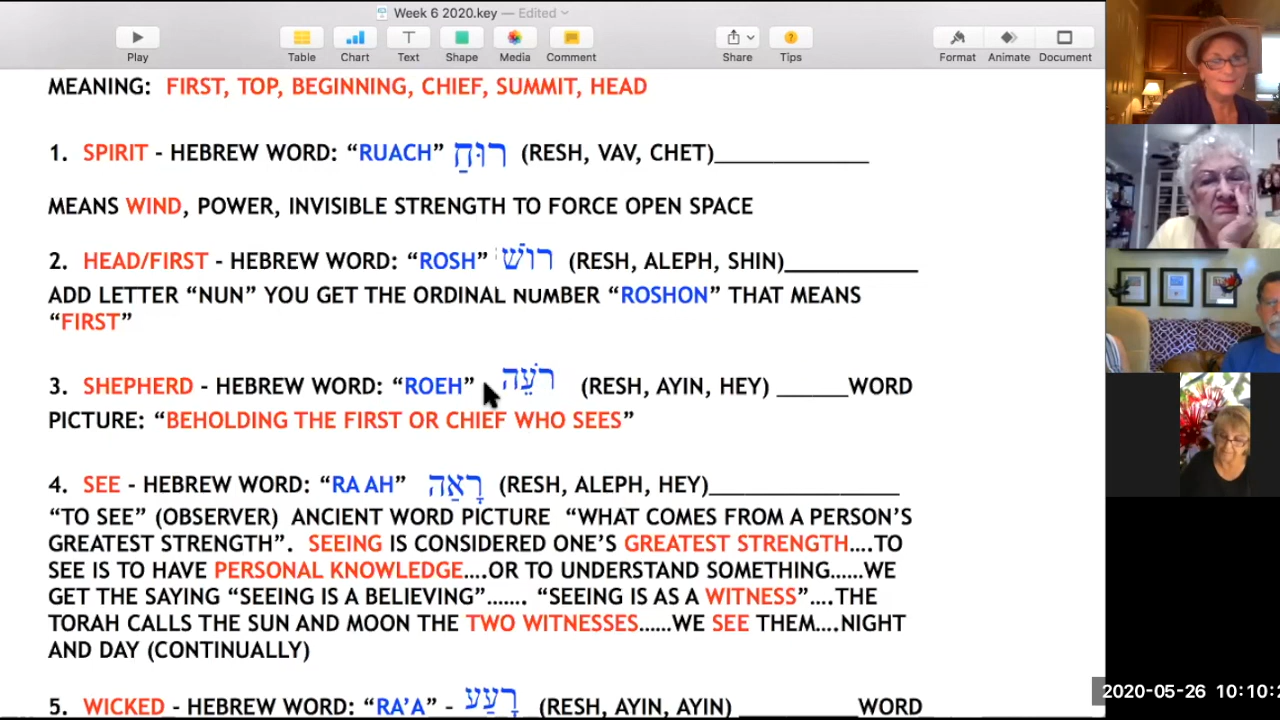 Week 6 2020.key — Edited
Play
Table
Chart
Text
Shape
Media
Comment
Share
Tips
Format
Animate
Document
MEANING: FIRST, TOP, BEGINNING, CHIEF, SUMMIT, HEAD
1. SPIRIT - HEBREW WORD: “RUACH” רוּחַ (RESH, VAV, CHET)____________
MEANS WIND, POWER, INVISIBLE STRENGTH TO FORCE OPEN SPACE
2. HEAD/FIRST - HEBREW WORD: “ROSH” רוֹשׁ (RESH, ALEPH, SHIN)__________
ADD LETTER “NUN” YOU GET THE ORDINAL NUMBER “ROSHON” THAT MEANS
“FIRST”
3. SHEPHERD - HEBREW WORD: “ROEH” רֹעֵה (RESH, AYIN, HEY) ______WORD
PICTURE: “BEHOLDING THE FIRST OR CHIEF WHO SEES”
4. SEE - HEBREW WORD: “RA AH” רָאַה (RESH, ALEPH, HEY)________________
“TO SEE” (OBSERVER) ANCIENT WORD PICTURE “WHAT COMES FROM A PERSON’S
GREATEST STRENGTH”. SEEING IS CONSIDERED ONE’S GREATEST STRENGTH….TO
SEE IS TO HAVE PERSONAL KNOWLEDGE….OR TO UNDERSTAND SOMETHING……WE
GET THE SAYING “SEEING IS A BELIEVING”……. “SEEING IS AS A WITNESS”….THE
TORAH CALLS THE SUN AND MOON THE TWO WITNESSES……WE SEE THEM….NIGHT
AND DAY (CONTINUALLY)
5. WICKED - HEBREW WORD: “RA’A” – רָעַע (RESH, AYIN, AYIN) __________WORD
2020-05-26 10:10:2